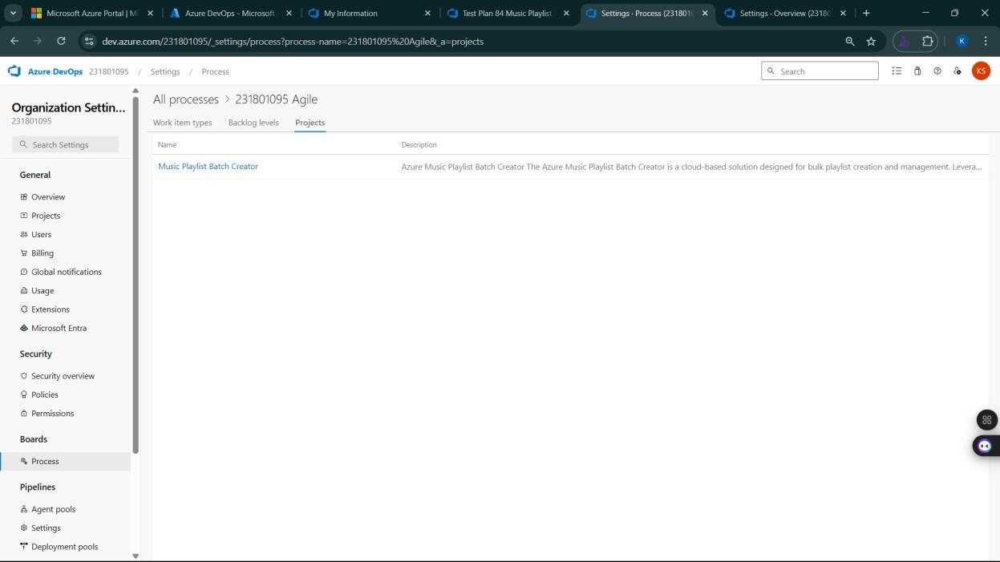 Microsoft Azure Portal | Mi
Azure DevOps - Microsoft
My Information
Test Plan 84 Music Playlist
Settings · Process (2318010
Settings · Overview (23180
dev.azure.com/231801095/_settings/process?process-name=231801095%20Agile&_a=projects
K
Azure DevOps 231801095 / Settings / Process
Search
KS
Organization Settin...
231801095
Search Settings
General
Overview
Projects
Users
Billing
Global notifications
Usage
Extensions
Microsoft Entra
Security
Security overview
Policies
Permissions
Boards
Process
Pipelines
Agent pools
Settings
Deployment pools
All processes > 231801095 Agile
Work item types Backlog levels Projects
Name Description
Music Playlist Batch Creator Azure Music Playlist Batch Creator The Azure Music Playlist Batch Creator is a cloud-based solution designed for bulk playlist creation and management. Levera...